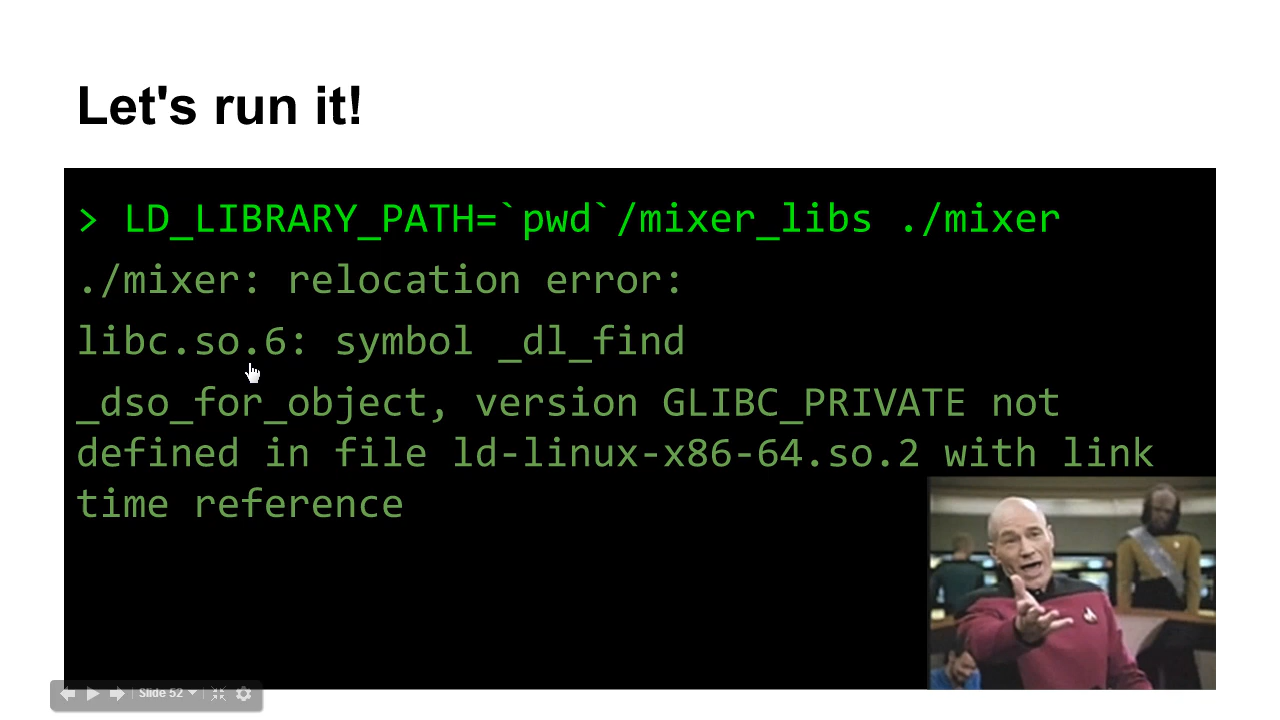 Let's run it!
> LD_LIBRARY_PATH=`pwd`/mixer_libs ./mixer
./mixer: relocation error:
libc.so.6: symbol _dl_find
_dso_for_object, version GLIBC_PRIVATE not
defined in file ld-linux-x86-64.so.2 with link
time reference
Slide 52